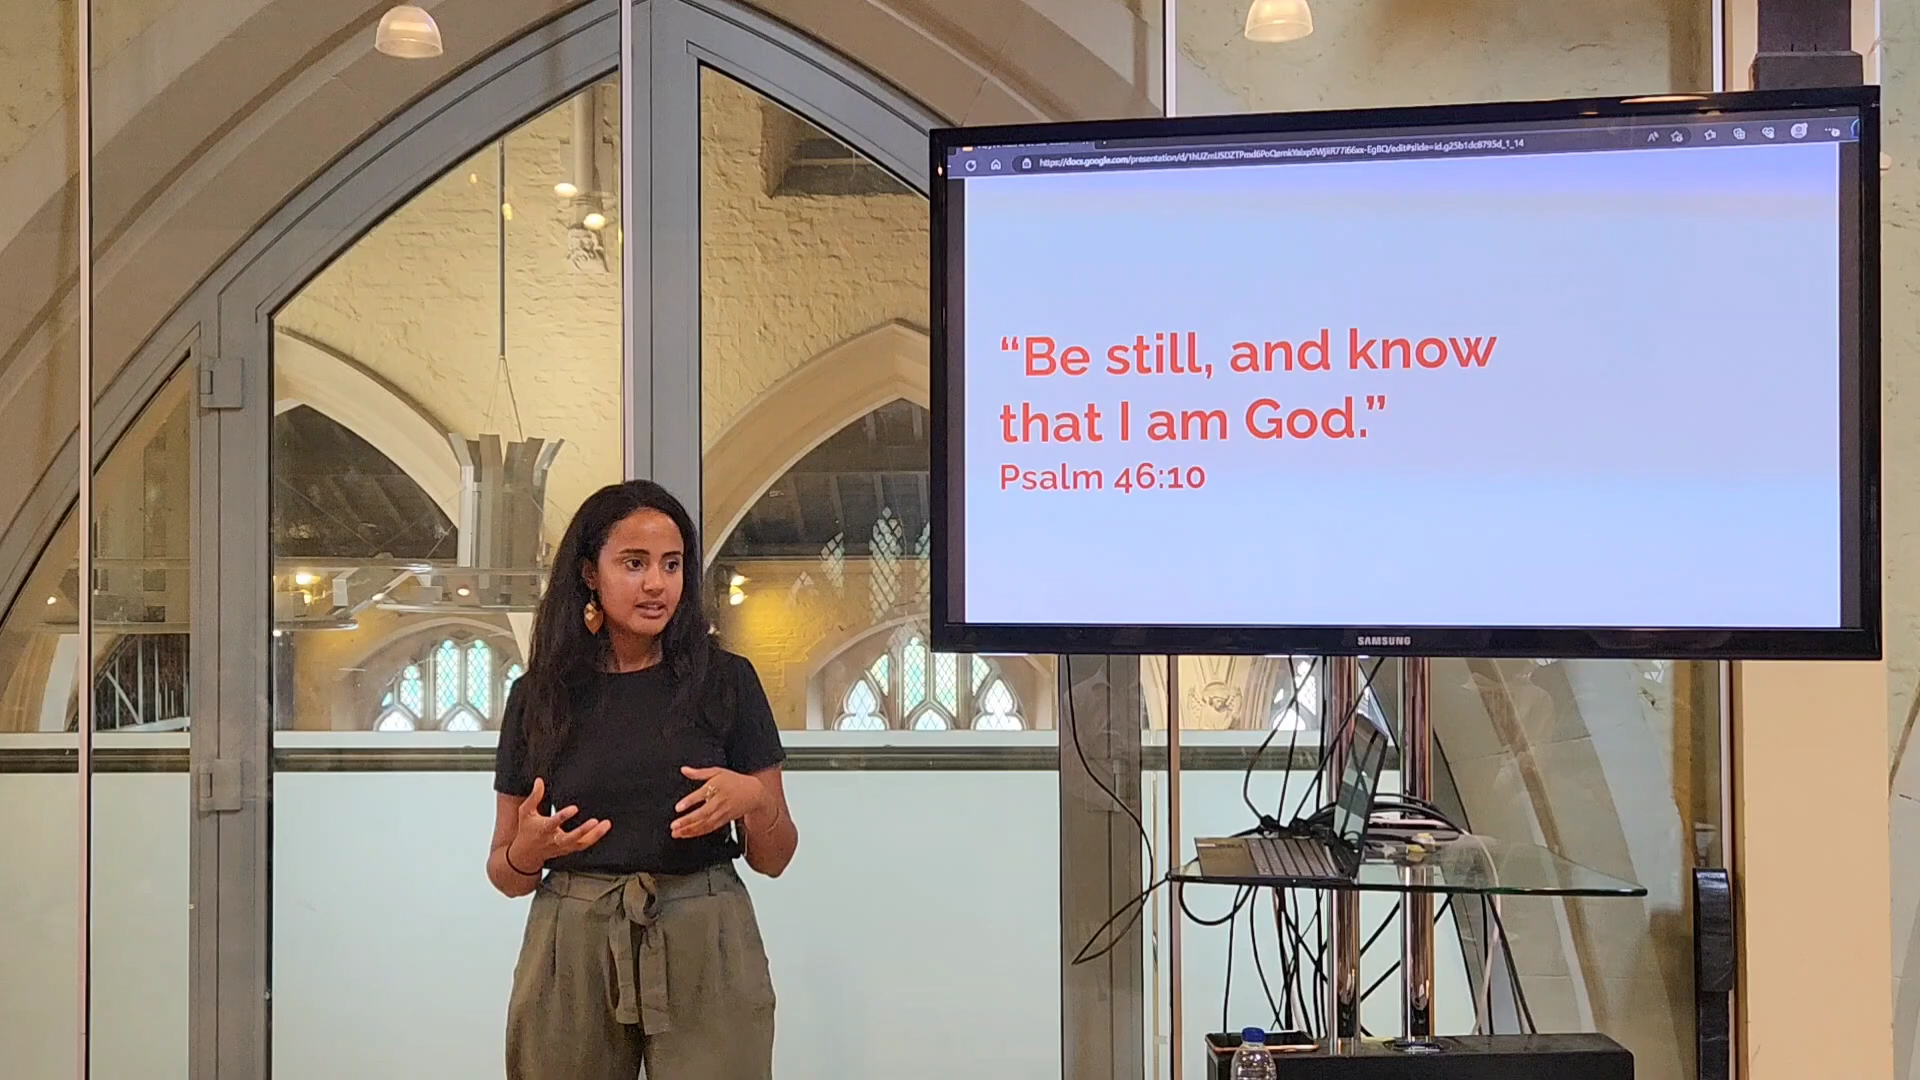 “Be still, and know
that I am God.”
Psalm 46:10
SAMSUNG